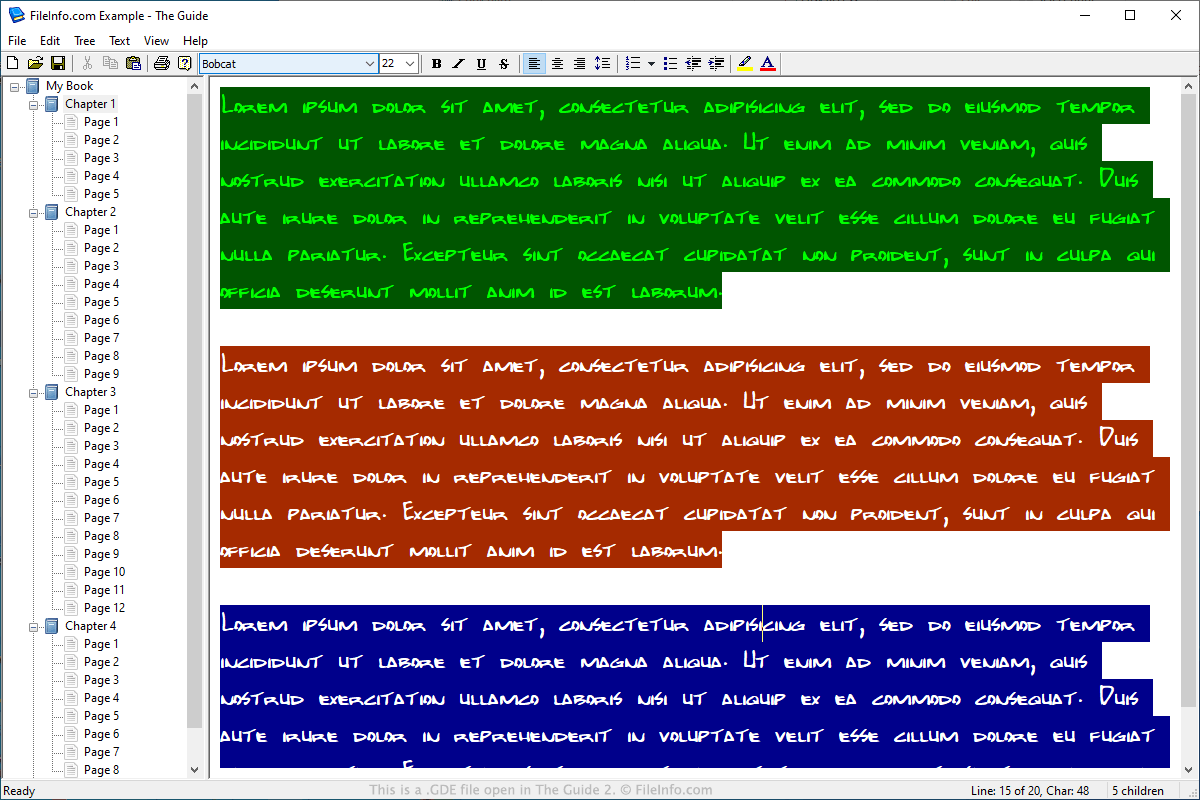 FileInfo.com Example - The Guide
File Edit Tree Text View Help
Bobcat 22 B I U S A
My Book
Chapter 1
Page 1
Page 2
Page 3
Page 4
Page 5
Chapter 2
Page 1
Page 2
Page 3
Page 4
Page 5
Page 6
Page 7
Page 8
Page 9
Chapter 3
Page 1
Page 2
Page 3
Page 4
Page 5
Page 6
Page 7
Page 8
Page 9
Page 10
Page 11
Page 12
Chapter 4
Page 1
Page 2
Page 3
Page 4
Page 5
Page 6
Page 7
Page 8
Lorem ipsum dolor sit amet, consectetur adipisicing elit, sed do eiusmod tempor
incididunt ut labore et dolore magna aliqua. Ut enim ad minim veniam, quis
nostrud exercitation ullamco laboris nisi ut aliquip ex ea commodo consequat. Duis
aute irure dolor in reprehenderit in voluptate velit esse cillum dolore eu fugiat
nulla pariatur. Excepteur sint occaecat cupidatat non proident, sunt in culpa qui
officia deserunt mollit anim id est laborum.
Lorem ipsum dolor sit amet, consectetur adipisicing elit, sed do eiusmod tempor
incididunt ut labore et dolore magna aliqua. Ut enim ad minim veniam, quis
nostrud exercitation ullamco laboris nisi ut aliquip ex ea commodo consequat. Duis
aute irure dolor in reprehenderit in voluptate velit esse cillum dolore eu fugiat
nulla pariatur. Excepteur sint occaecat cupidatat non proident, sunt in culpa qui
officia deserunt mollit anim id est laborum.
Lorem ipsum dolor sit amet, consectetur adipisicing elit, sed do eiusmod tempor
incididunt ut labore et dolore magna aliqua. Ut enim ad minim veniam, quis
nostrud exercitation ullamco laboris nisi ut aliquip ex ea commodo consequat. Duis
aute irure dolor in reprehenderit in voluptate velit esse cillum dolore eu fugiat
Ready This is a .GDE file open in The Guide 2. © FileInfo.com Line: 15 of 20, Char: 48 5 children